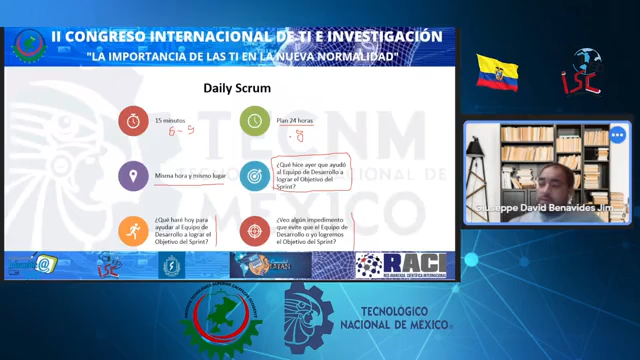 II CONGRESO INTERNACIONAL DE TI E INVESTIGACIÓN
"LA IMPORTANCIA DE LAS TI EN LA NUEVA NORMALIDAD"
Daily Scrum
15 minutos
Plan 24 horas
Misma hora y mismo lugar
¿Qué hice ayer que ayudó
al Equipo de Desarrollo a
lograr el Objetivo del
Sprint?
¿Qué haré hoy para
ayudar al Equipo de
Desarrollo a lograr el
Objetivo del Sprint?
¿Veo algún impedimento
que evite que el Equipo de
Desarrollo o yo logremos
el Objetivo del Sprint?
TECNM
NACIONAL DE
MÉXICO
ISC
Giuseppe David Benavides Jim
RACI
RED AVANZADA CIENTÍFICA INTERNACIONAL
TECNOLÓGICO
NACIONAL DE MÉXICO